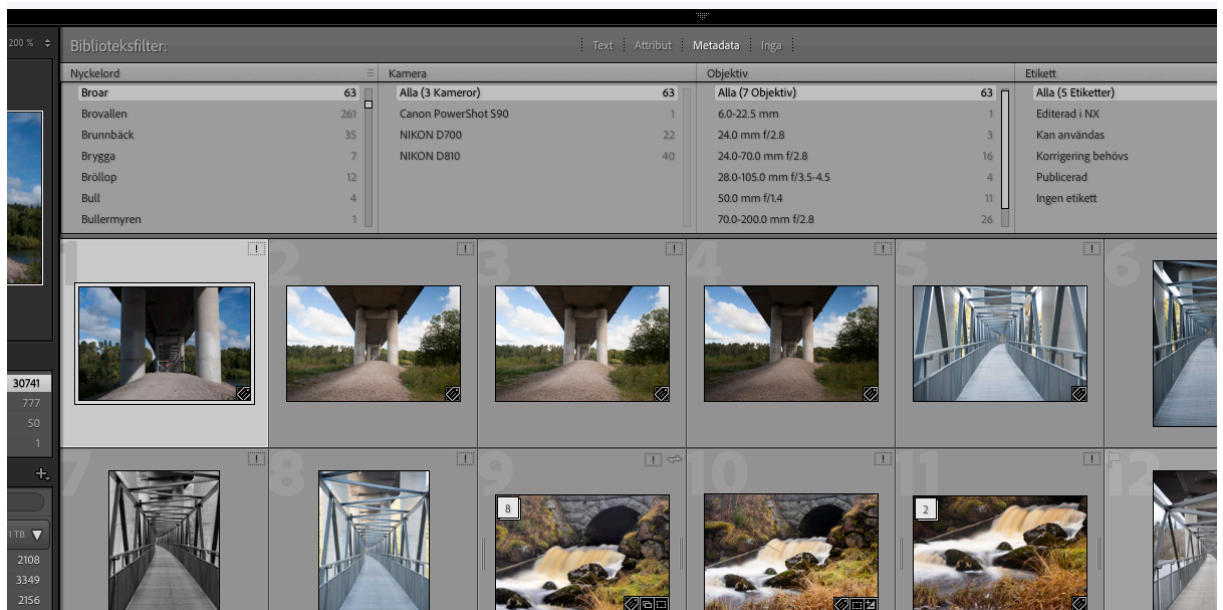 200 %
Biblioteksfilter: Text Attribut Metadata Inga
Nyckelord Kamera Objektiv Etikett
Broar 63 Alla (3 Kameror) 63 Alla (7 Objektiv) 63 Alla (5 Etiketter)
Brovallen 261 Canon PowerShot S90 1 6.0-22.5 mm 1 Editerad i NX
Brunnbäck 35 NIKON D700 22 24.0 mm f/2.8 3 Kan användas
Brygga 7 NIKON D810 40 24.0-70.0 mm f/2.8 16 Korrigering behövs
Bröllop 12 28.0-105.0 mm f/3.5-4.5 4 Publicerad
Bull 4 50.0 mm f/1.4 11 Ingen etikett
Bullermyren 1 70.0-200.0 mm f/2.8 26
1 2 3 4 5 6
30741
777
50
1
7 8 9 10 11 12
8 2
1 TB
2108
3349
2156